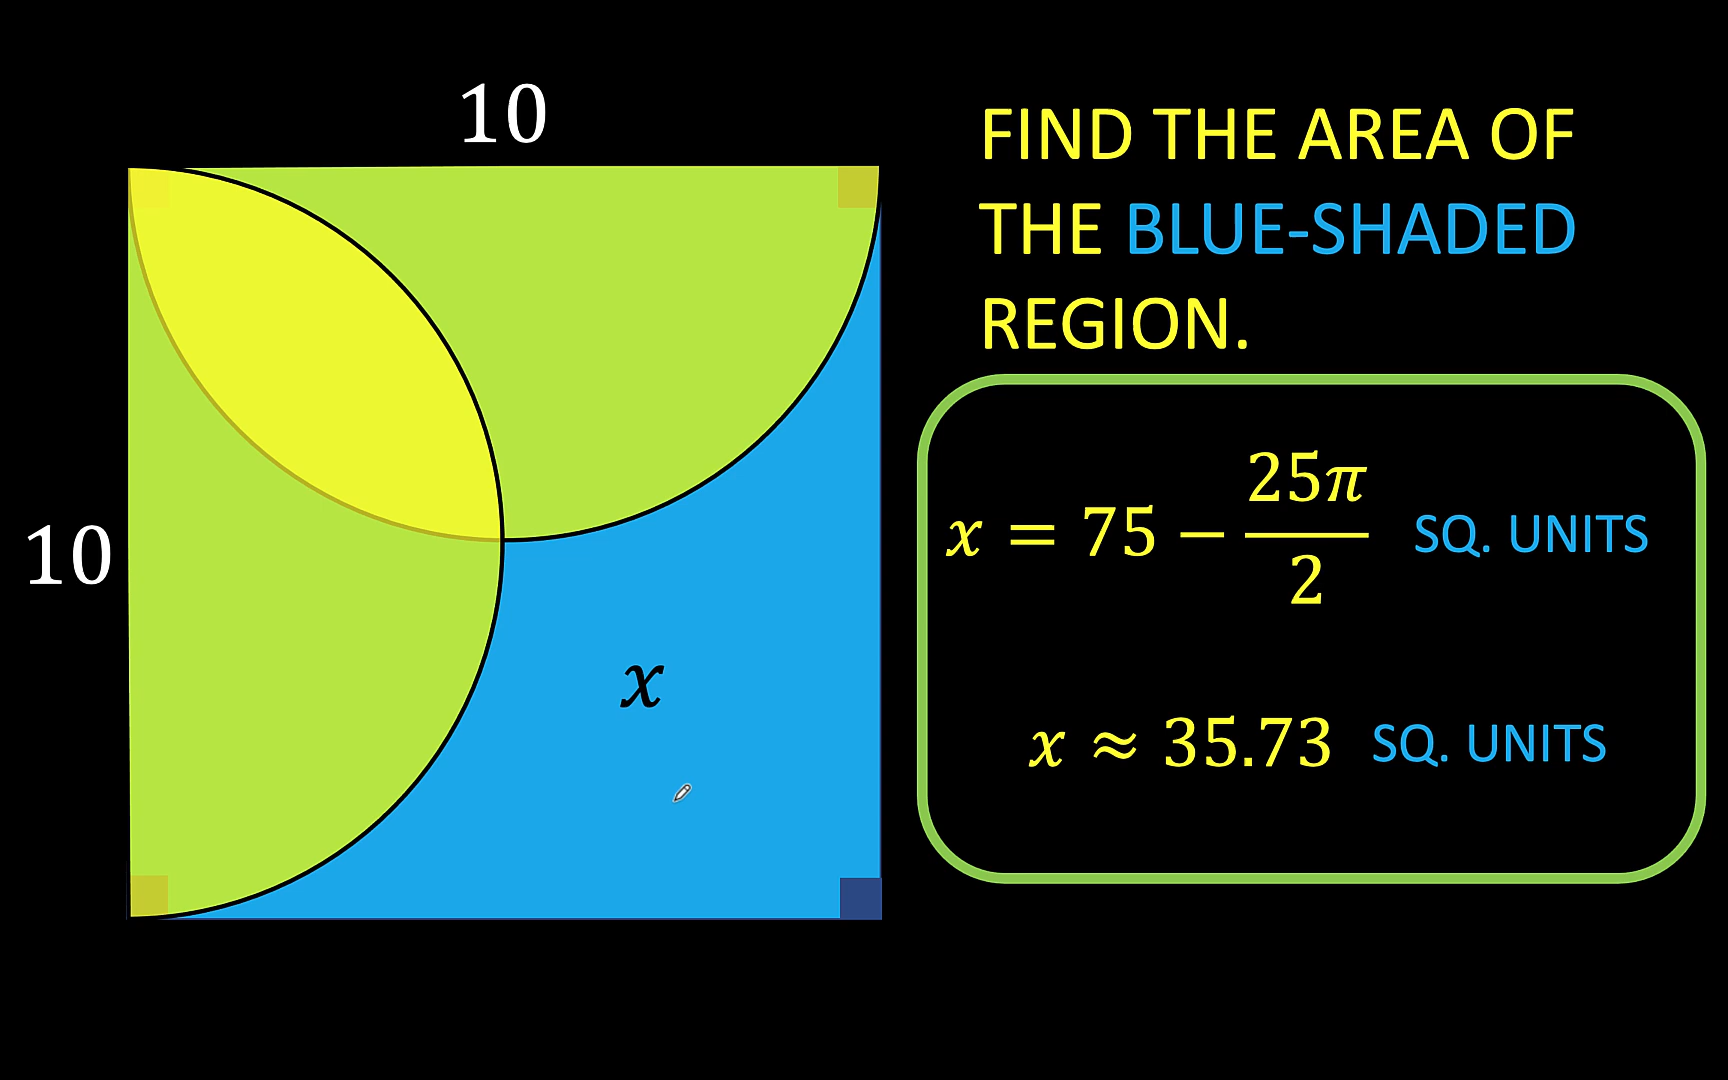 10
10
x
FIND THE AREA OF
THE BLUE-SHADED
REGION.
x = 75 − 25π/2 SQ. UNITS
x ≈ 35.73 SQ. UNITS